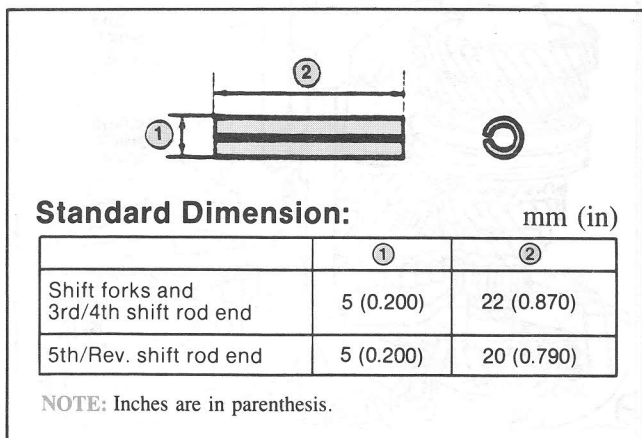 ②
①
Standard Dimension: mm (in)
① ②
Shift forks and
3rd/4th shift rod end 5 (0.200) 22 (0.870)
5th/Rev. shift rod end 5 (0.200) 20 (0.790)
NOTE: Inches are in parenthesis.